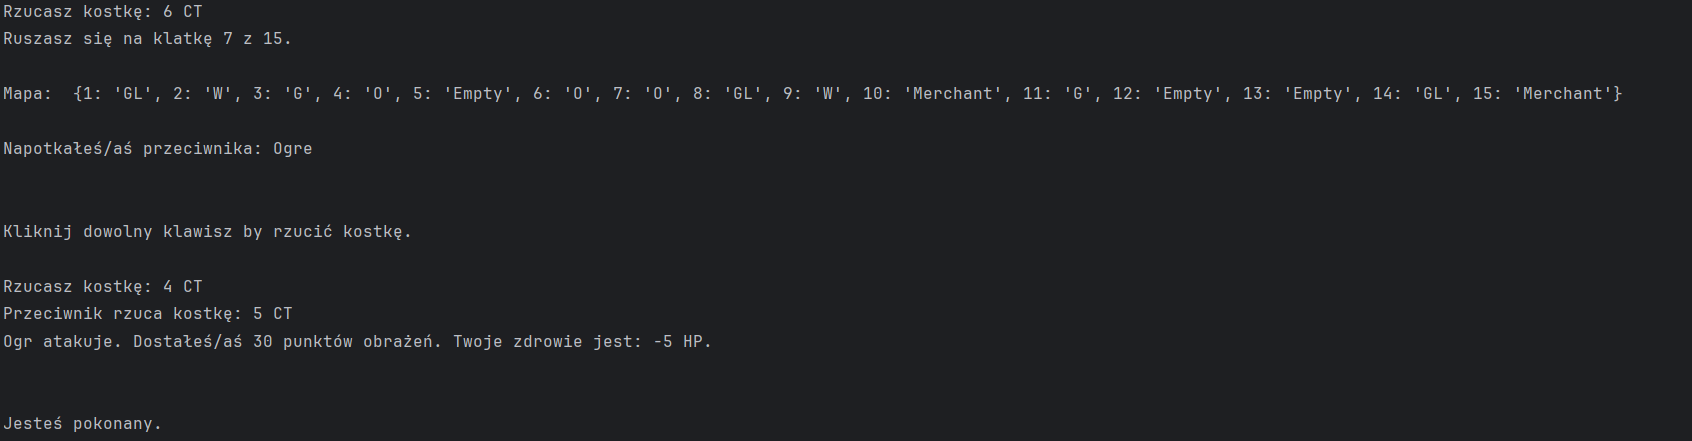 Rzucasz kostkę: 6 CT
Ruszasz się na klatkę 7 z 15.
Mapa:  {1: 'GL', 2: 'W', 3: 'G', 4: 'O', 5: 'Empty', 6: 'O', 7: 'O', 8: 'GL', 9: 'W', 10: 'Merchant', 11: 'G', 12: 'Empty', 13: 'Empty', 14: 'GL', 15: 'Merchant'}
Napotkałeś/aś przeciwnika: Ogre
Kliknij dowolny klawisz by rzucić kostkę.
Rzucasz kostkę: 4 CT
Przeciwnik rzuca kostkę: 5 CT
Ogr atakuje. Dostałeś/aś 30 punktów obrażeń. Twoje zdrowie jest: -5 HP.
Jesteś pokonany.